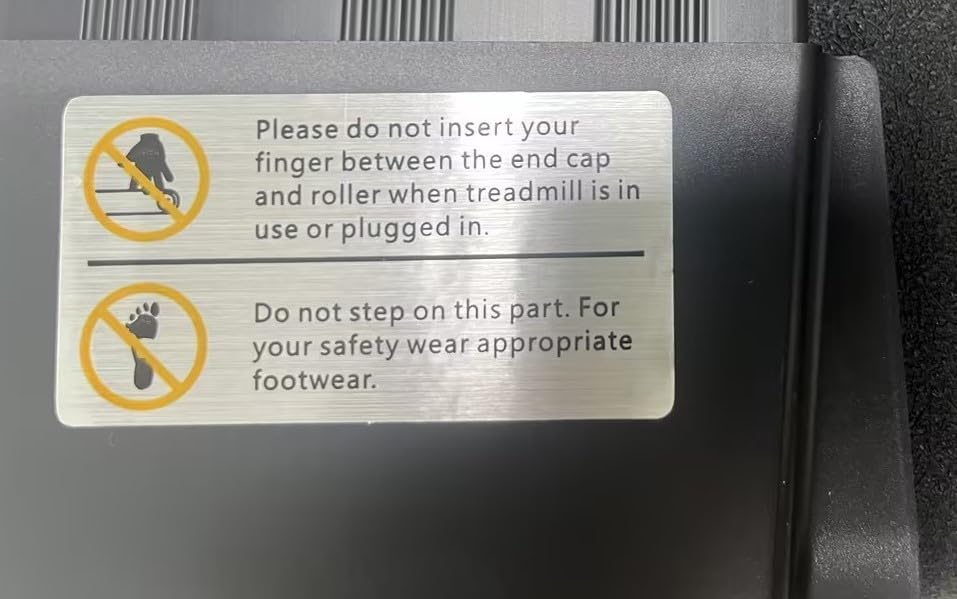 Please do not insert your
finger between the end cap
and roller when treadmill is in
use or plugged in.
Do not step on this part. For
your safety wear appropriate
footwear.